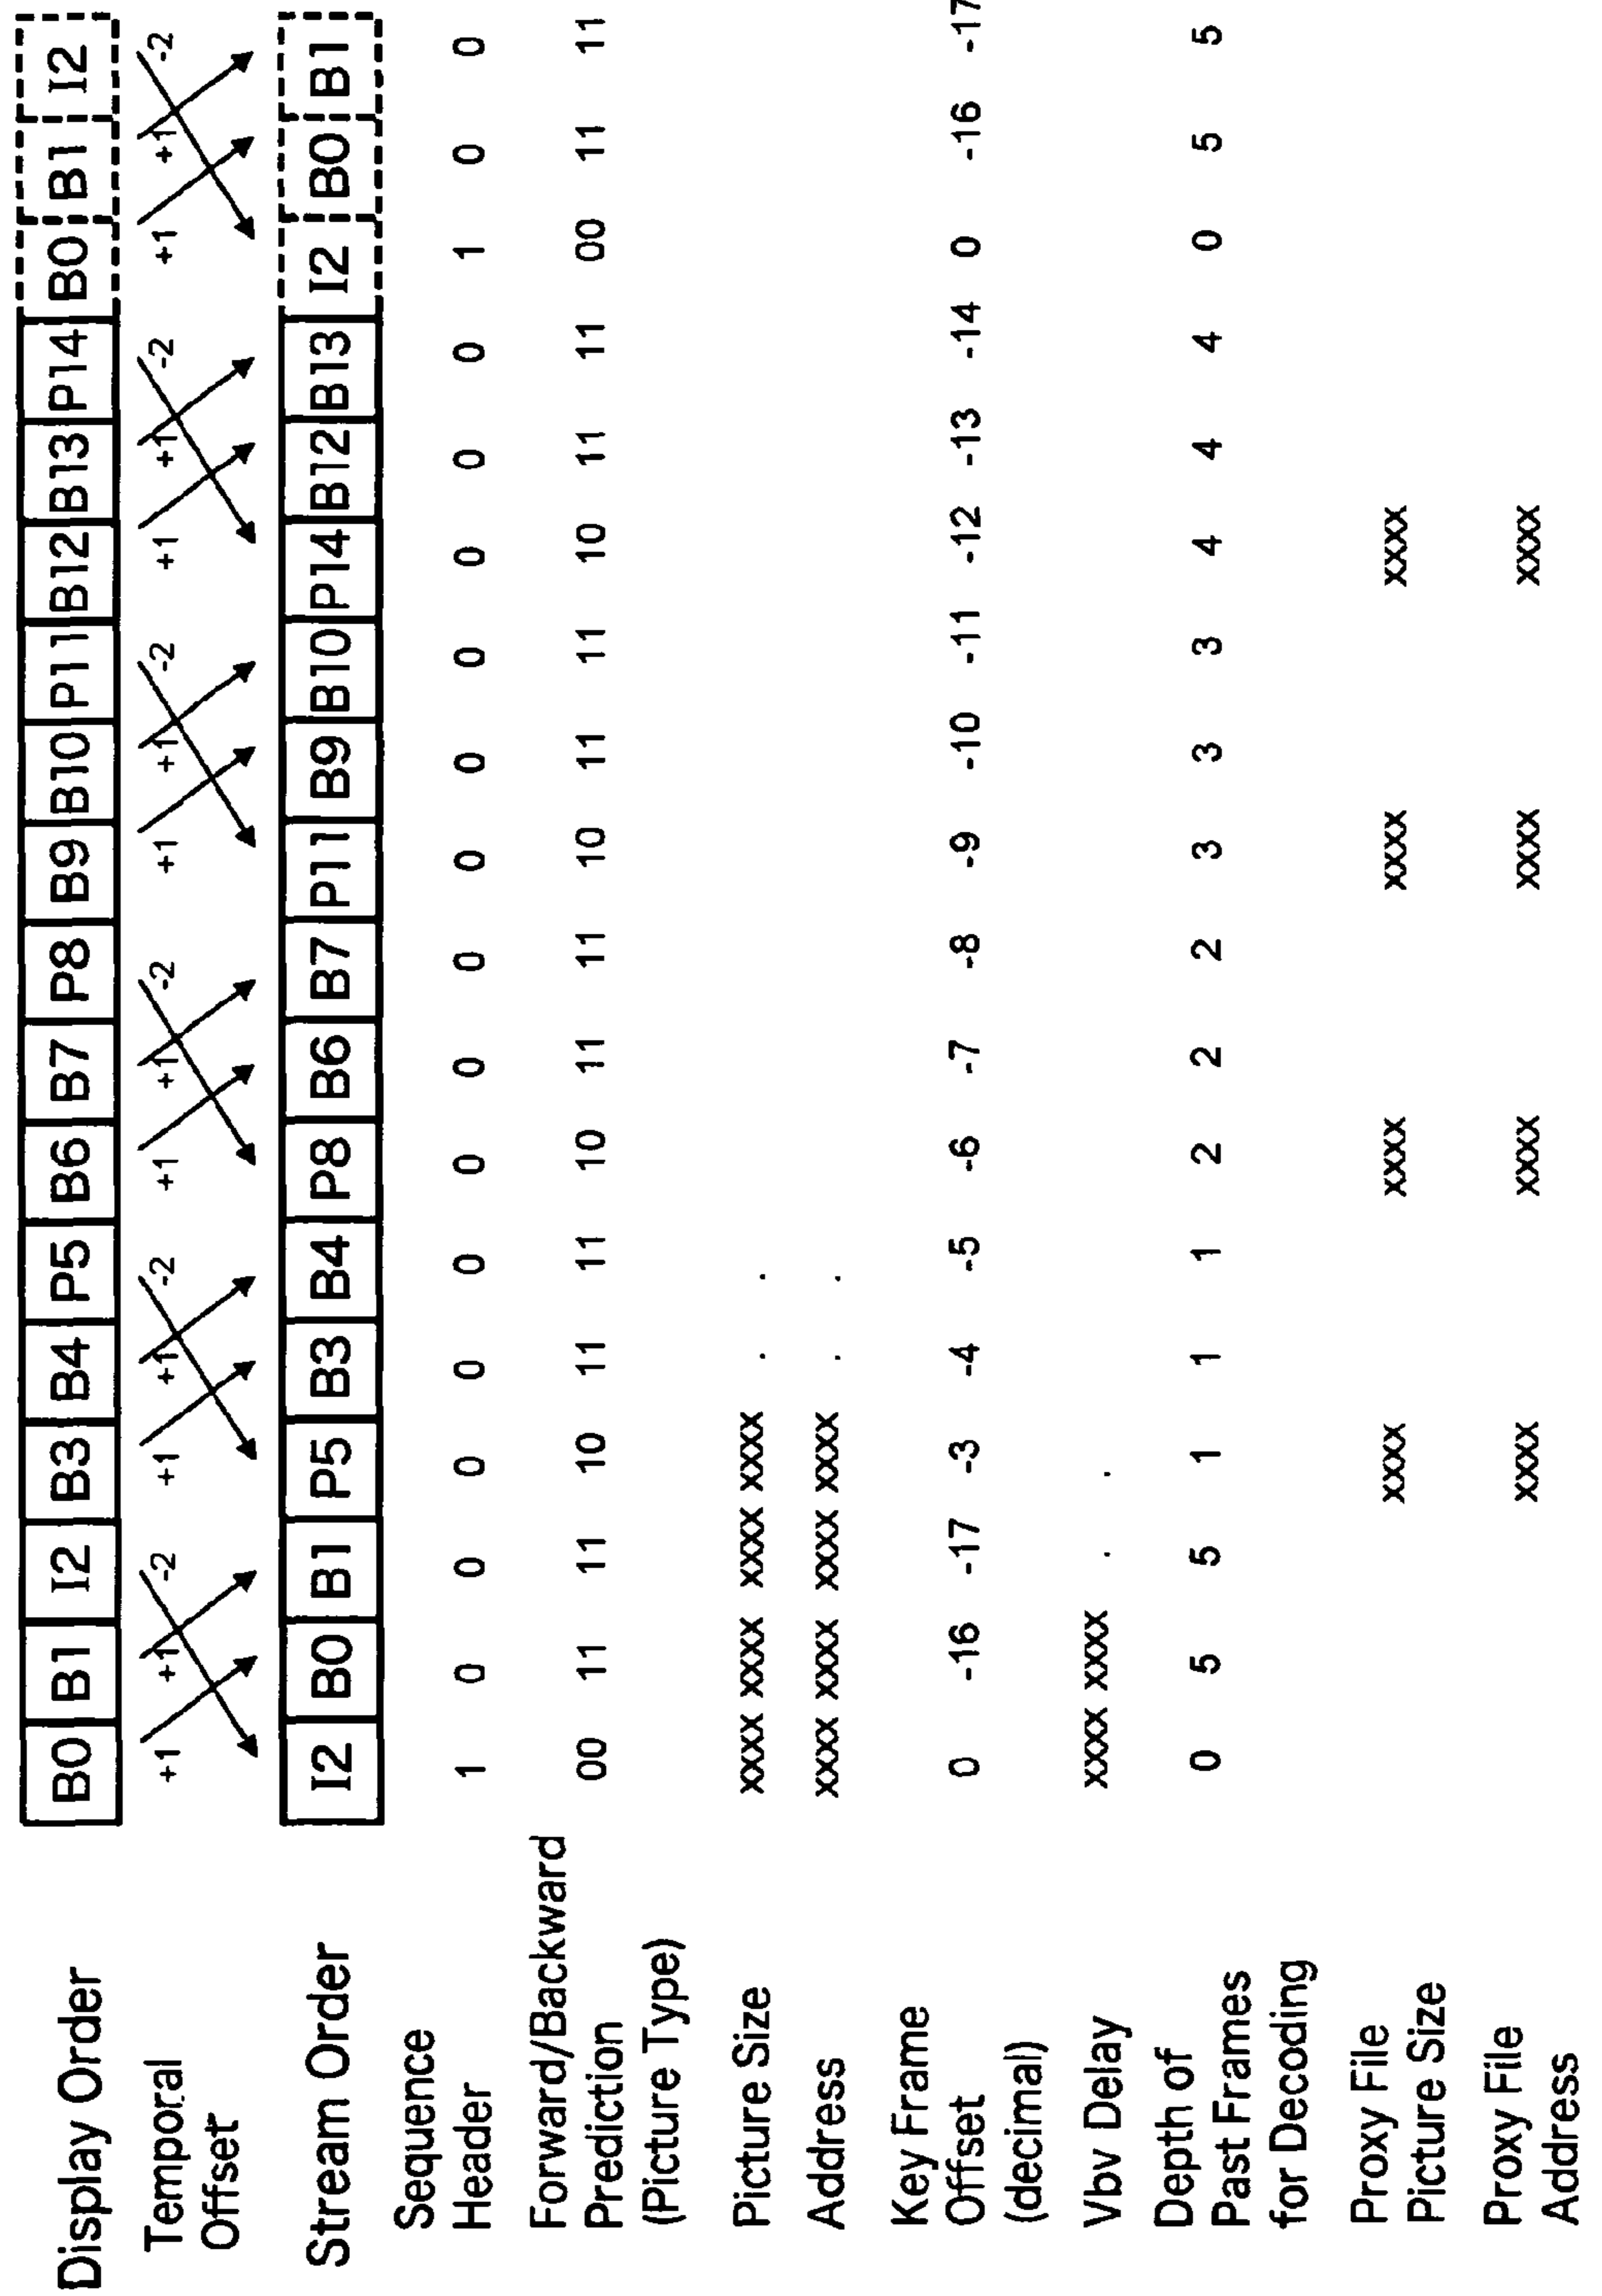 Display Order B0 B1 I2 B3 B4 P5 B6 B7 P8 B9 B10 P11 B12 B13 P14 B0 B1 I2
Temporal
Offset
+1 +1 -2 +1 +1 -2 +1 +1 -2 +1 +1 -2 +1 +1 -2 +1 +1 -2
Stream Order I2 B0 B1 P5 B3 B4 P8 B6 B7 P11 B9 B10 P14 B12 B13 I2 B0 B1
Sequence
Header
1 0 0 0 0 0 0 0 0 0 0 0 0 0 0 1 0 0
Forward/Backward
Prediction
(Picture Type)
00 11 11 10 11 11 10 11 11 10 11 11 10 11 11 00 11 11
Picture Size xxxx xxxx xxxx xxxx . .
Address xxxx xxxx xxxx xxxx . .
Key Frame
Offset
(decimal)
0 -16 -17 -3 -4 -5 -6 -7 -8 -9 -10 -11 -12 -13 -14 0 -16 -17
Vbv Delay xxxx xxxx . .
Depth of
Past Frames
for Decoding
0 5 5 1 1 1 2 2 2 3 3 3 4 4 4 0 5 5
Proxy File
Picture Size
xxxx xxxx xxxx xxxx
Proxy File
Address
xxxx xxxx xxxx xxxx